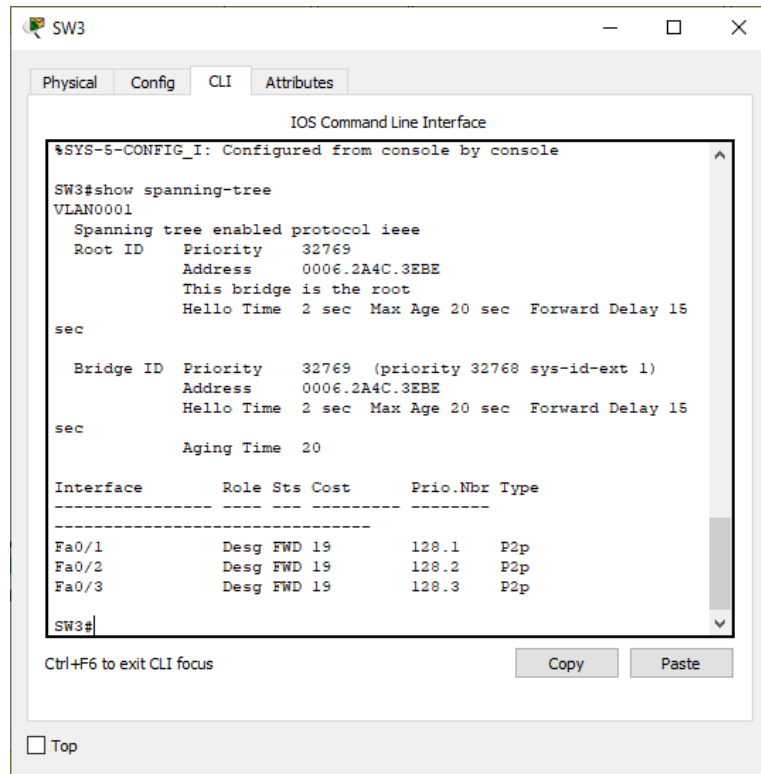 SW3
Physical Config CLI Attributes
IOS Command Line Interface
%SYS-5-CONFIG_I: Configured from console by console
SW3#show spanning-tree
VLAN0001
  Spanning tree enabled protocol ieee
  Root ID    Priority    32769
             Address     0006.2A4C.3EBE
             This bridge is the root
             Hello Time  2 sec  Max Age 20 sec  Forward Delay 15
sec
  Bridge ID  Priority    32769  (priority 32768 sys-id-ext 1)
             Address     0006.2A4C.3EBE
             Hello Time  2 sec  Max Age 20 sec  Forward Delay 15
sec
             Aging Time  20
Interface        Role Sts Cost      Prio.Nbr Type
---------------- ---- --- --------- --------
--------------------------------
Fa0/1            Desg FWD 19        128.1    P2p
Fa0/2            Desg FWD 19        128.2    P2p
Fa0/3            Desg FWD 19        128.3    P2p
SW3#
Ctrl+F6 to exit CLI focus
Copy Paste
Top